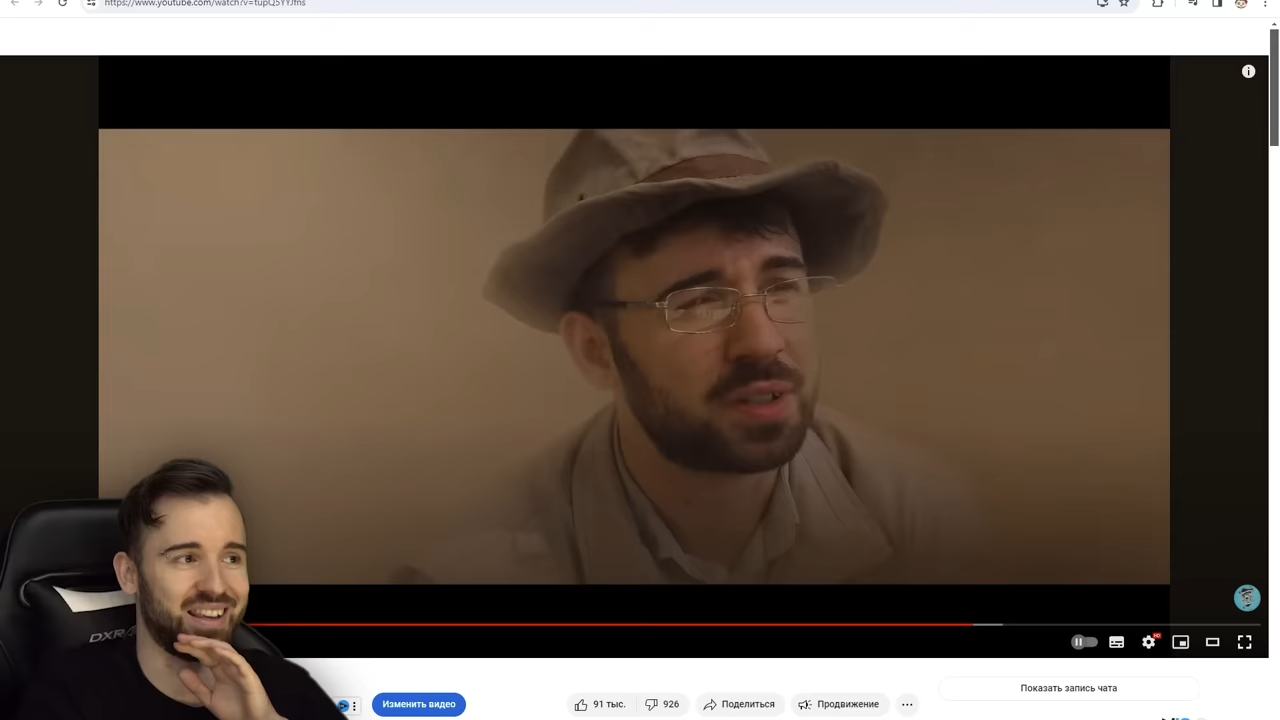 https://www.youtube.com/watch?v=tupQ5YYJfns
DXR
Изменить видео
91 тыс.
926
Поделиться
Продвижение
Показать запись чата